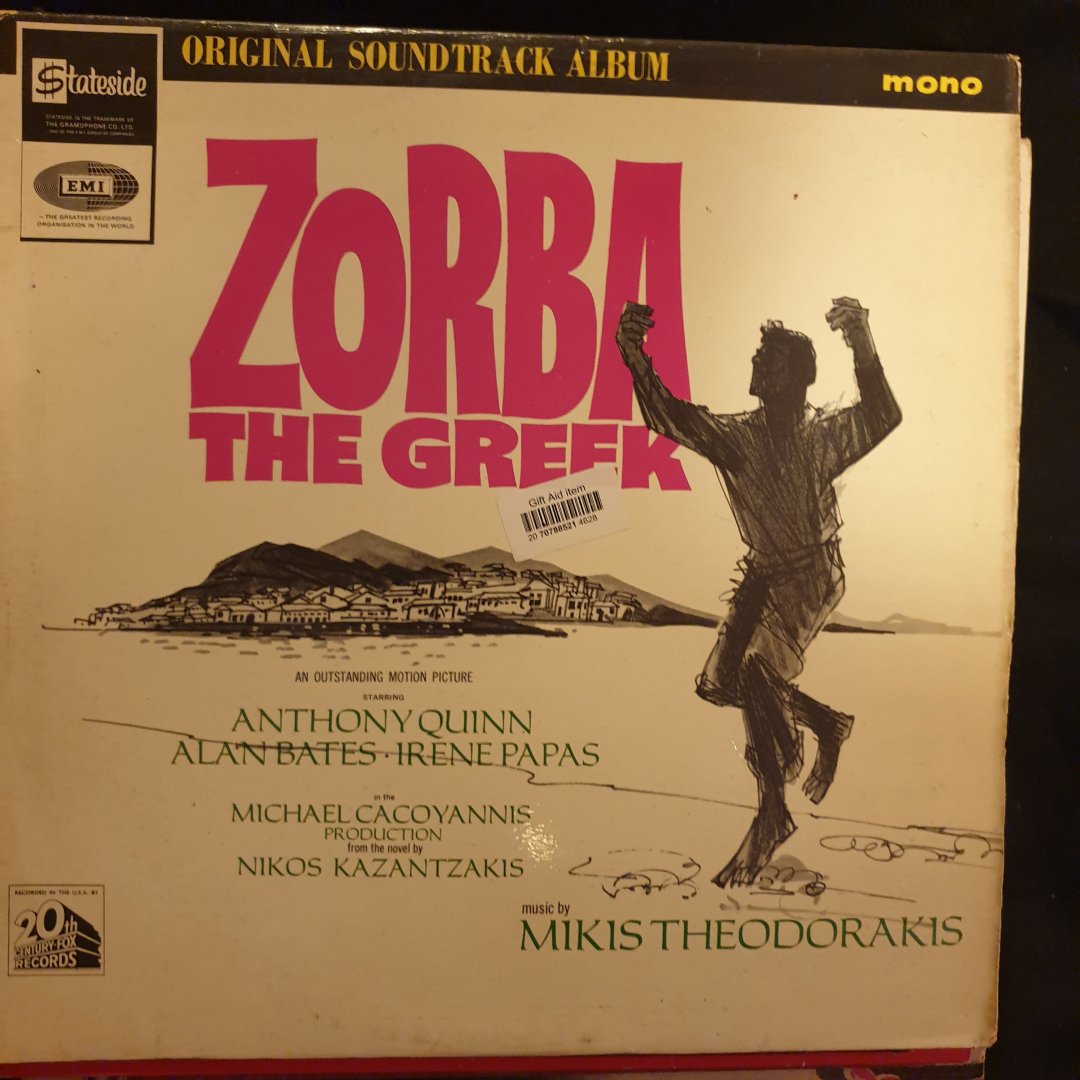 ORIGINAL SOUNDTRACK ALBUM
mono
Stateside
STATESIDE IS THE TRADEMARK OF
THE GRAMOPHONE CO. LTD.
EMI
—THE GREATEST RECORDING
ORGANISATION IN THE WORLD
ZORBA
THE GREEK
Gift Aid item
20 70788521 4628
AN OUTSTANDING MOTION PICTURE
STARRING
ANTHONY QUINN
ALAN BATES · IRENE PAPAS
in the
MICHAEL CACOYANNIS
PRODUCTION
from the novel by
NIKOS KAZANTZAKIS
music by
MIKIS THEODORAKIS
RECORDED IN THE U.S.A. BY
20th
CENTURY-FOX
RECORDS